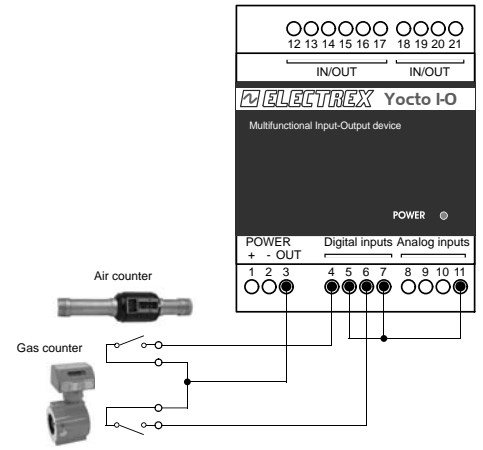 12 13 14 15 16 17 18 19 20 21
IN/OUT IN/OUT
ELECTREX Yocto I-O
Multifunctional Input-Output device
POWER
POWER Digital inputs Analog inputs
+ - OUT
1 2 3 4 5 6 7 8 9 10 11
Air counter
Gas counter